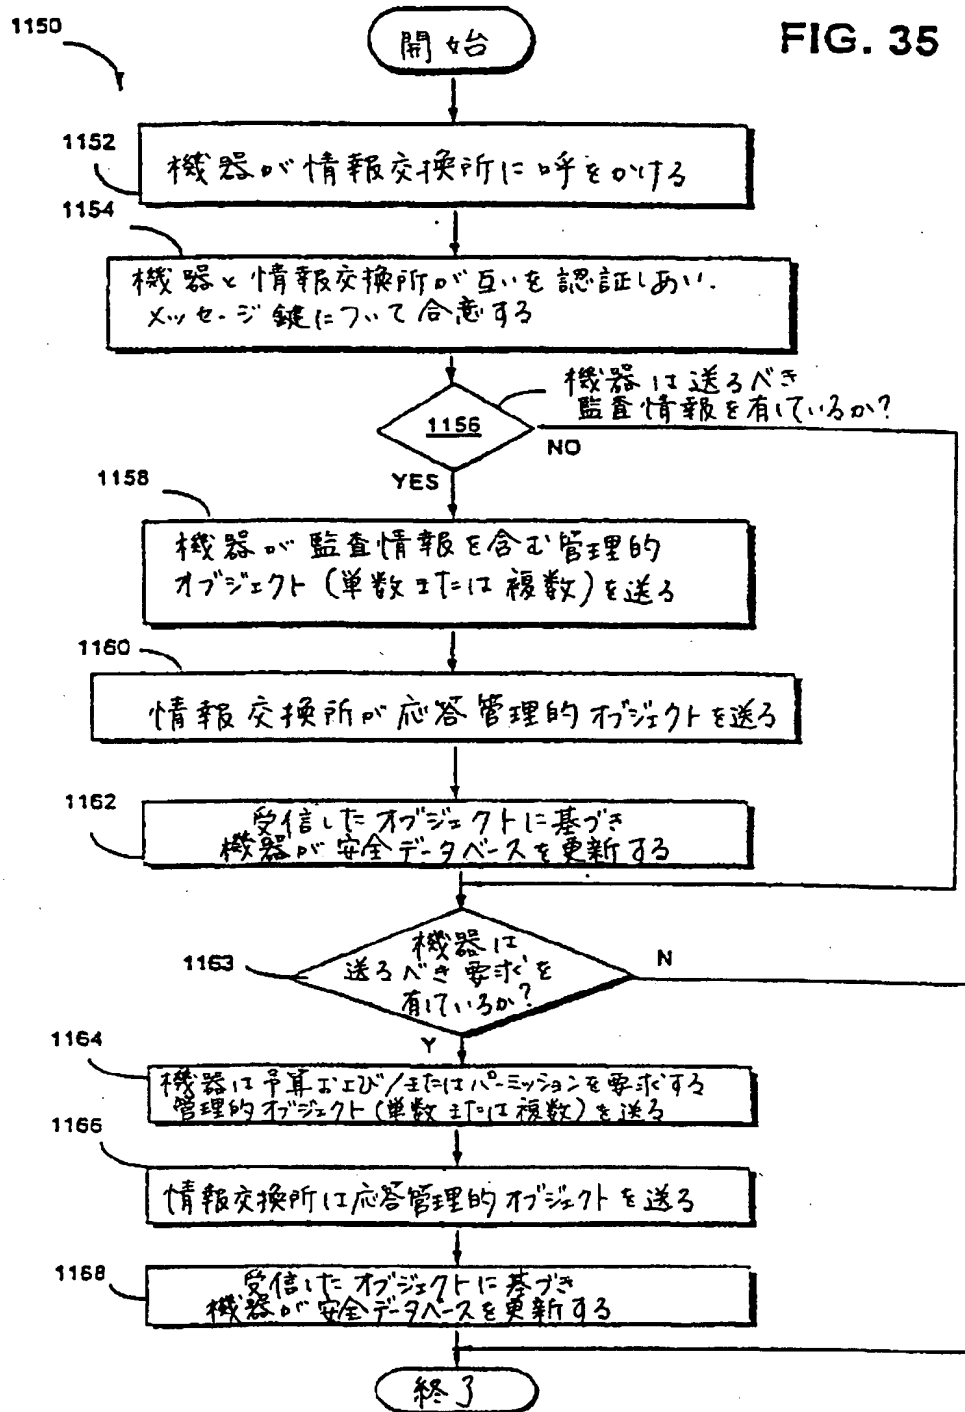 1150
開始
FIG. 35
1152
機器が情報交換所に呼をかける
1154
機器と情報交換所が互いを認証しあい、
メッセージ鍵について合意する
機器は送るべき
監査情報を有しているか?
1156
NO
YES
1158
機器が監査情報を含む管理的
オブジェクト(単数または複数)を送る
1160
情報交換所が応答管理的オブジェクトを送る
1162
受信したオブジェクトに基づき
機器が安全データベースを更新する
1163
機器は
送るべき要求を
有しているか?
N
Y
1164
機器は予算および/またはパーミッションを要求する
管理的オブジェクト(単数または複数)を送る
1166
情報交換所は応答管理的オブジェクトを送る
1168
受信したオブジェクトに基づき
機器が安全データベースを更新する
終了